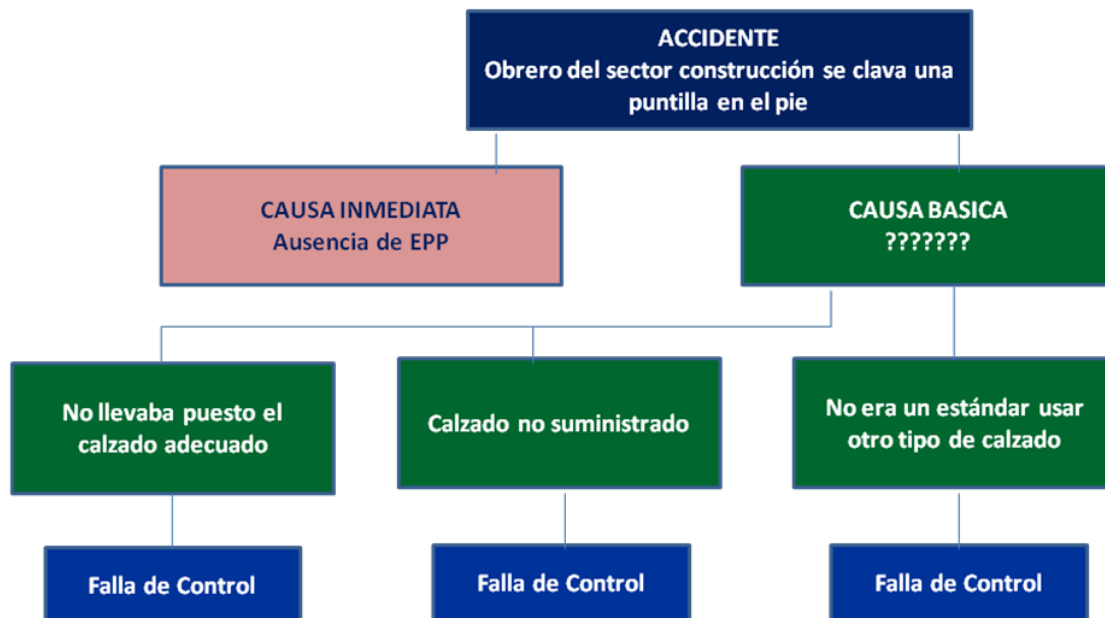 ACCIDENTE
Obrero del sector construcción se clava una
puntilla en el pie
CAUSA INMEDIATA
Ausencia de EPP
CAUSA BASICA
???????
No llevaba puesto el
calzado adecuado
Calzado no suministrado
No era un estándar usar
otro tipo de calzado
Falla de Control
Falla de Control
Falla de Control